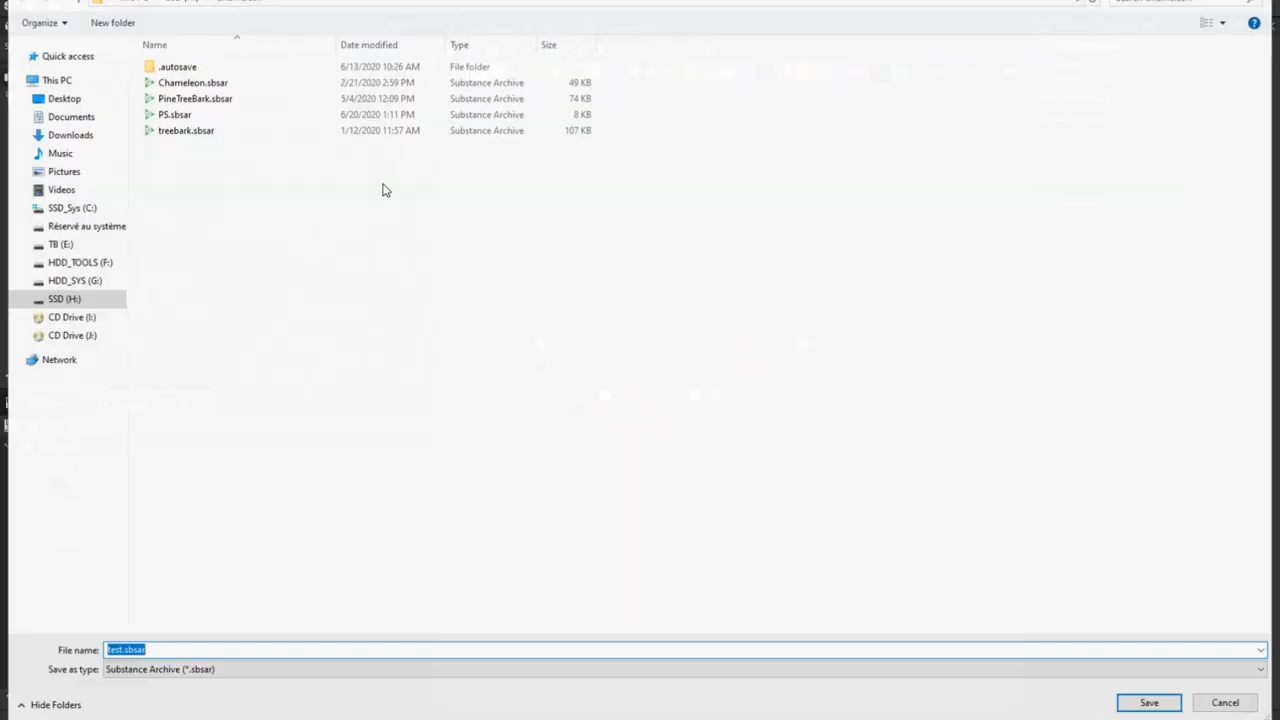 Organize New folder
Name Date modified Type Size
.autosave 6/13/2020 10:26 AM File folder
Chameleon.sbsar 2/21/2020 2:59 PM Substance Archive 49 KB
PineTreeBark.sbsar 5/4/2020 12:09 PM Substance Archive 74 KB
PS.sbsar 6/20/2020 1:11 PM Substance Archive 8 KB
treebark.sbsar 1/12/2020 11:57 AM Substance Archive 107 KB
Quick access
This PC
Desktop
Documents
Downloads
Music
Pictures
Videos
SSD_Sys (C:)
Réservé au système
TB (E:)
HDD_TOOLS (F:)
HDD_SYS (G:)
SSD (H:)
CD Drive (I:)
CD Drive (J:)
Network
File name: test.sbsar
Save as type: Substance Archive (*.sbsar)
Hide Folders Save Cancel